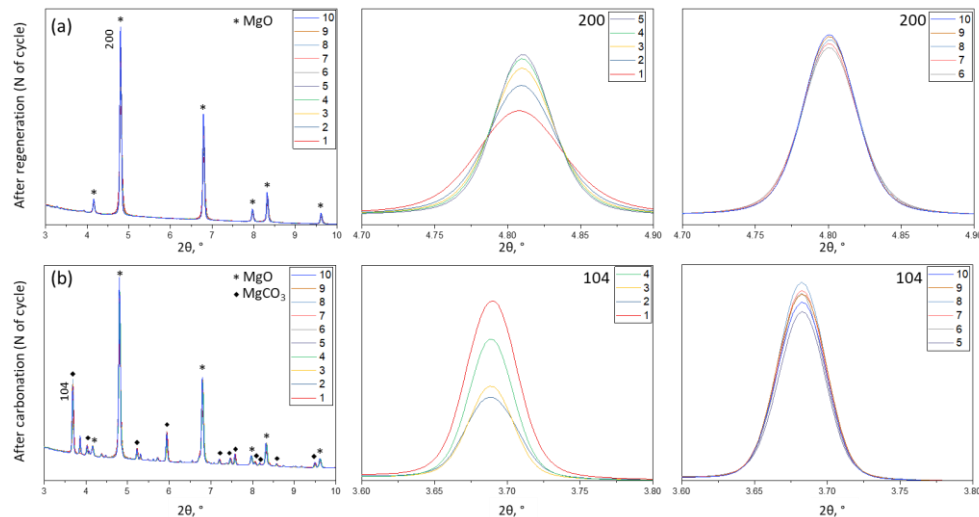 After regeneration (N of cycle)
(a)
* MgO
200
*
*
*
*
*
*
10
9
8
7
6
5
4
3
2
1
3 4 5 6 7 8 9 10
2θ, °
200
5
4
3
2
1
4.70 4.75 4.80 4.85 4.90
2θ, °
200
10
9
8
7
6
4.70 4.75 4.80 4.85 4.90
2θ, °
After carbonation (N of cycle)
(b)
* MgO
◆ MgCO₃
104
10
9
8
7
6
5
4
3
2
1
3 4 5 6 7 8 9 10
2θ, °
104
4
3
2
1
3.60 3.65 3.70 3.75 3.80
2θ, °
104
10
9
8
7
6
5
3.60 3.65 3.70 3.75 3.80
2θ, °